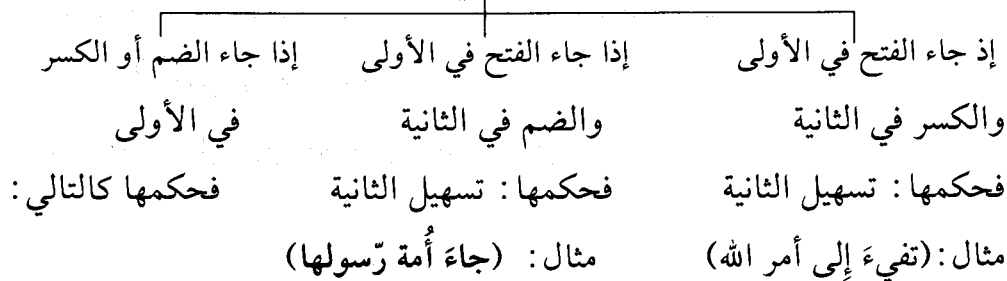 إذ جاء الفتح في الأولى
والكسر في الثانية
فحكمها : تسهيل الثانية
مثال : (تفيءَ إِلى أمر الله)
إذا جاء الفتح في الأولى
والضم في الثانية
فحكمها : تسهيل الثانية
مثال : (جاءَ أُمة رّسولها)
إذا جاء الضم أو الكسر
في الأولى
فحكمها كالتالي :